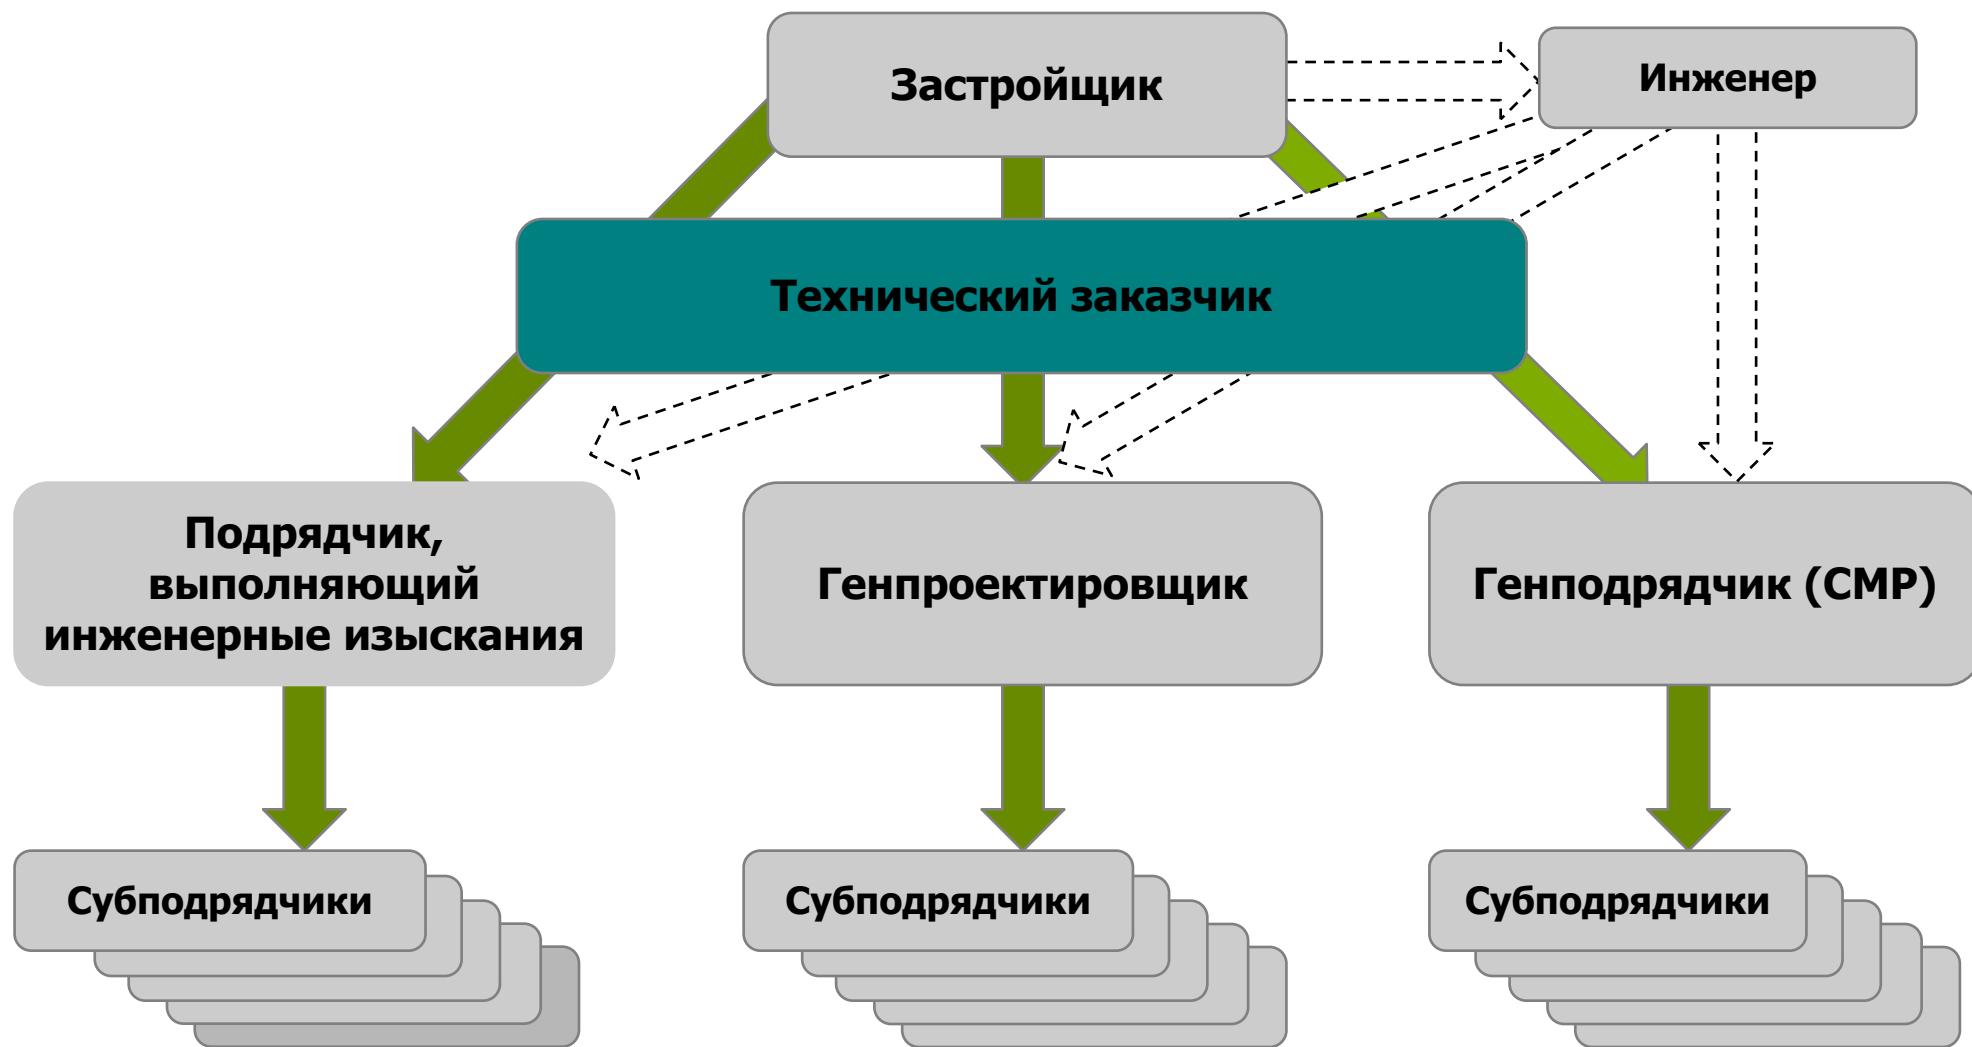 Застройщик
Инженер
Технический заказчик
Подрядчик,
выполняющий
инженерные изыскания
Генпроектировщик
Генподрядчик (СМР)
Субподрядчики
Субподрядчики
Субподрядчики